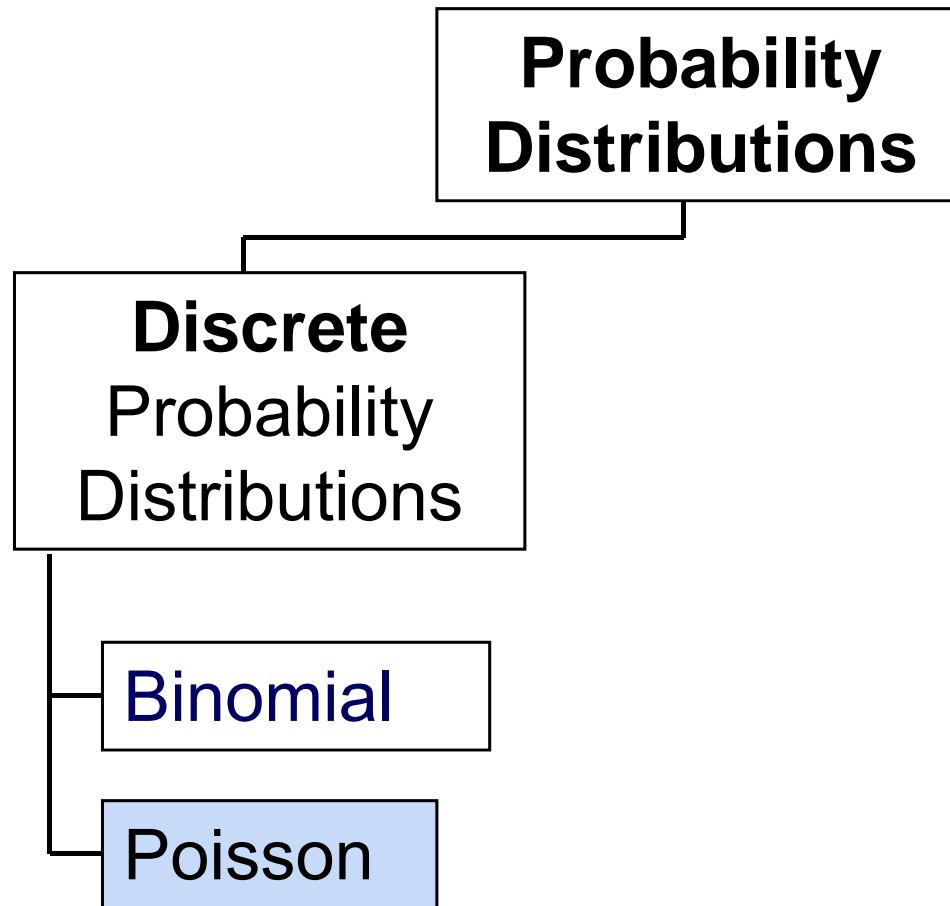 Probability
Distributions
Discrete
Probability
Distributions
Binomial
Poisson